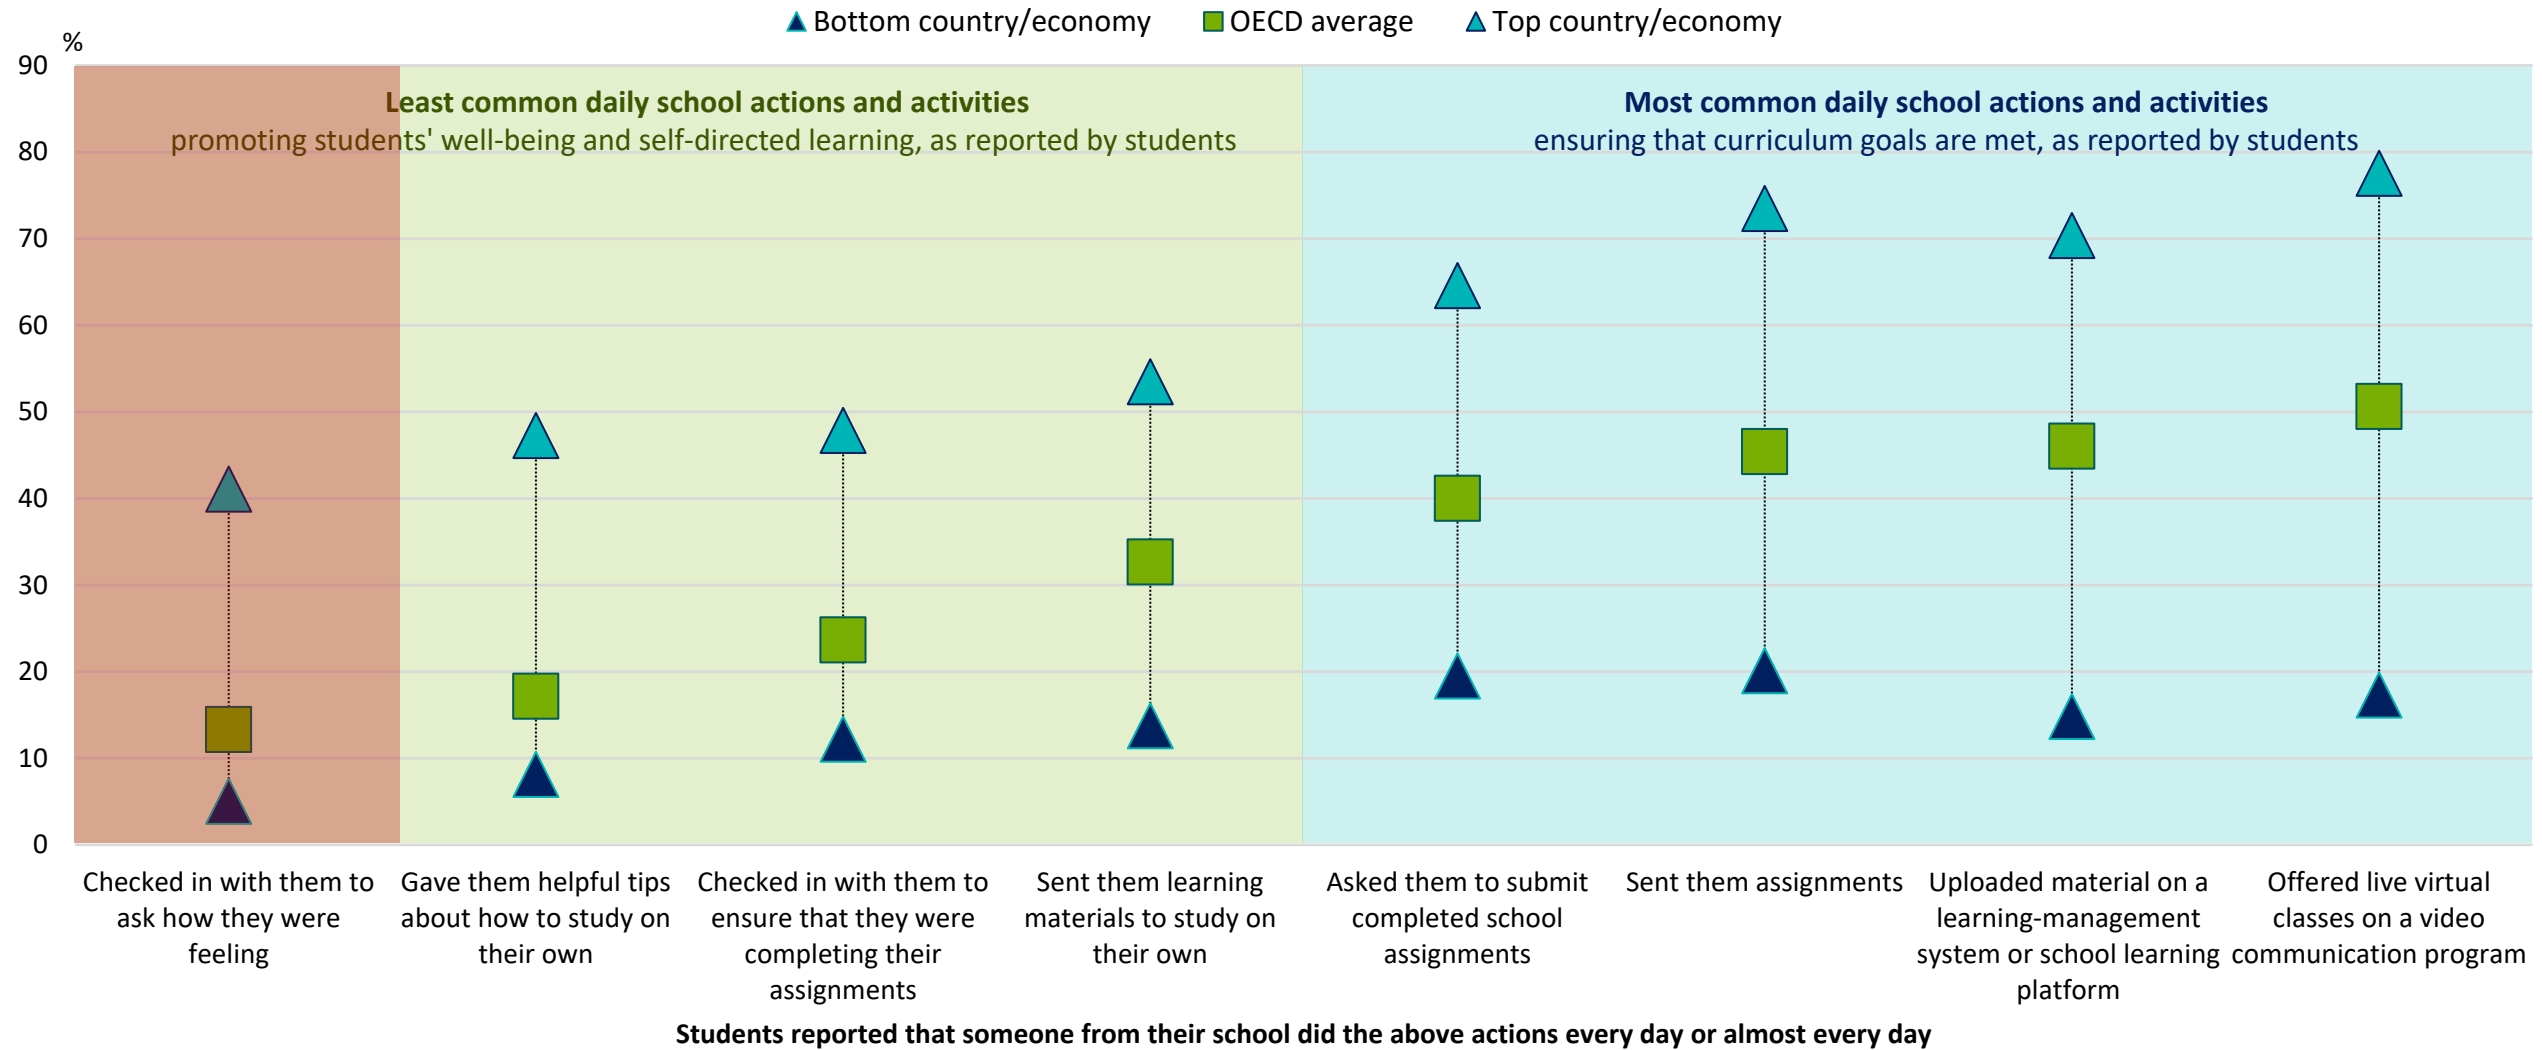 Bottom country/economy OECD average Top country/economy
%
90
80
70
60
50
40
30
20
10
0
Least common daily school actions and activities
promoting students' well-being and self-directed learning, as reported by students
Most common daily school actions and activities
ensuring that curriculum goals are met, as reported by students
Checked in with them to
ask how they were
feeling
Gave them helpful tips
about how to study on
their own
Checked in with them to
ensure that they were
completing their
assignments
Sent them learning
materials to study on
their own
Asked them to submit
completed school
assignments
Sent them assignments
Uploaded material on a
learning-management
system or school learning
platform
Offered live virtual
classes on a video
communication program
Students reported that someone from their school did the above actions every day or almost every day